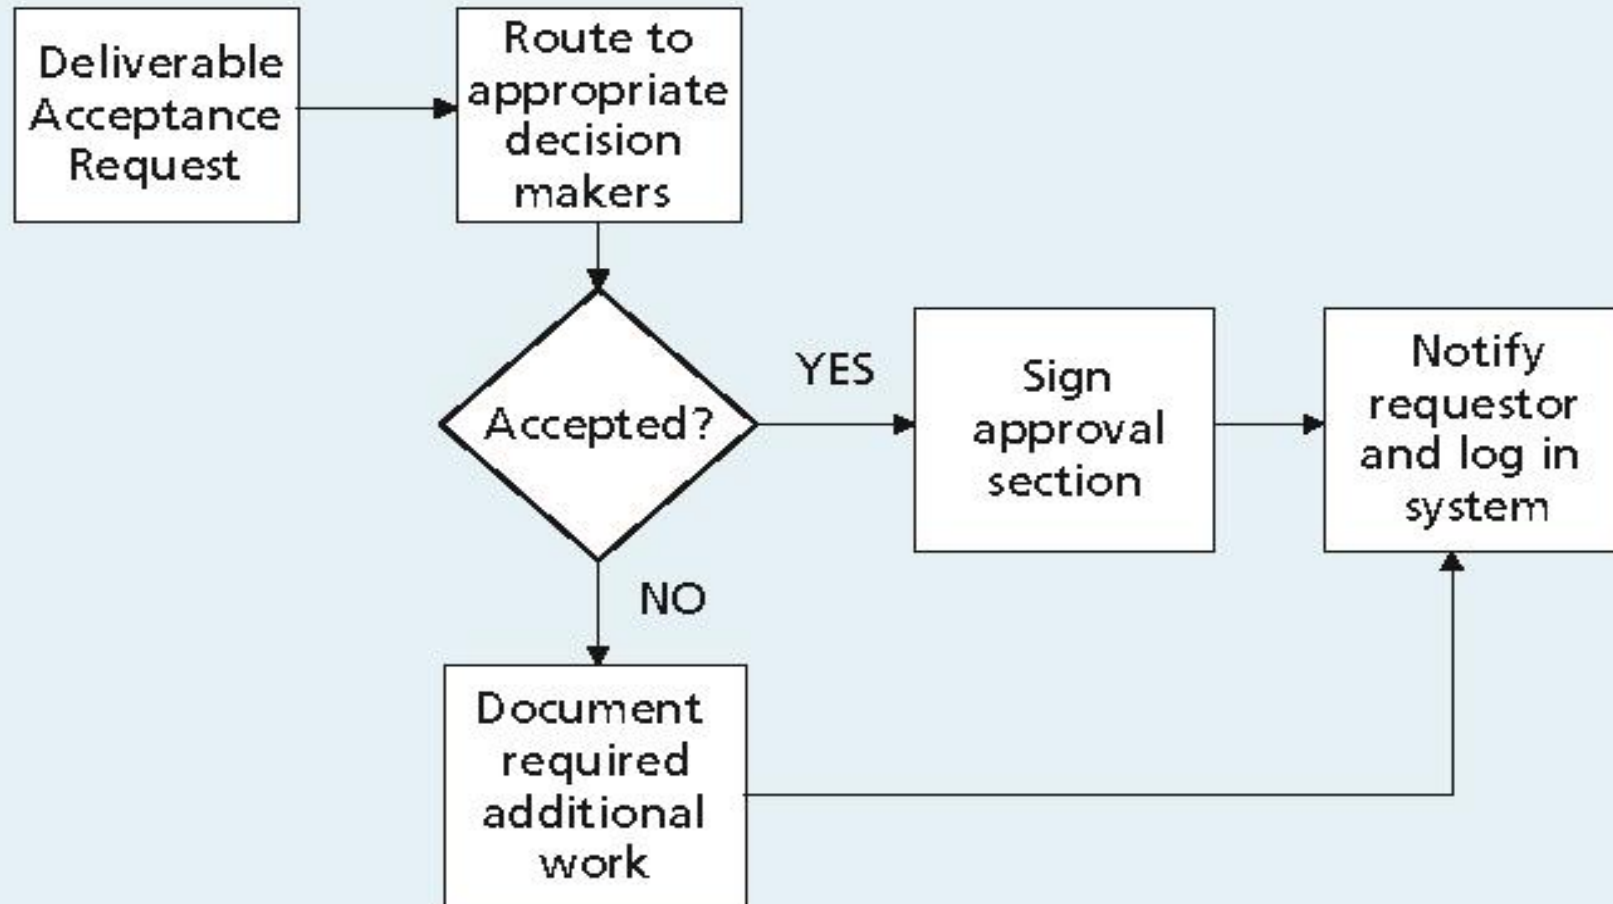 Deliverable
Acceptance
Request
Route to
appropriate
decision
makers
Accepted?
YES
Sign
approval
section
Notify
requestor
and log in
system
NO
Document
required
additional
work